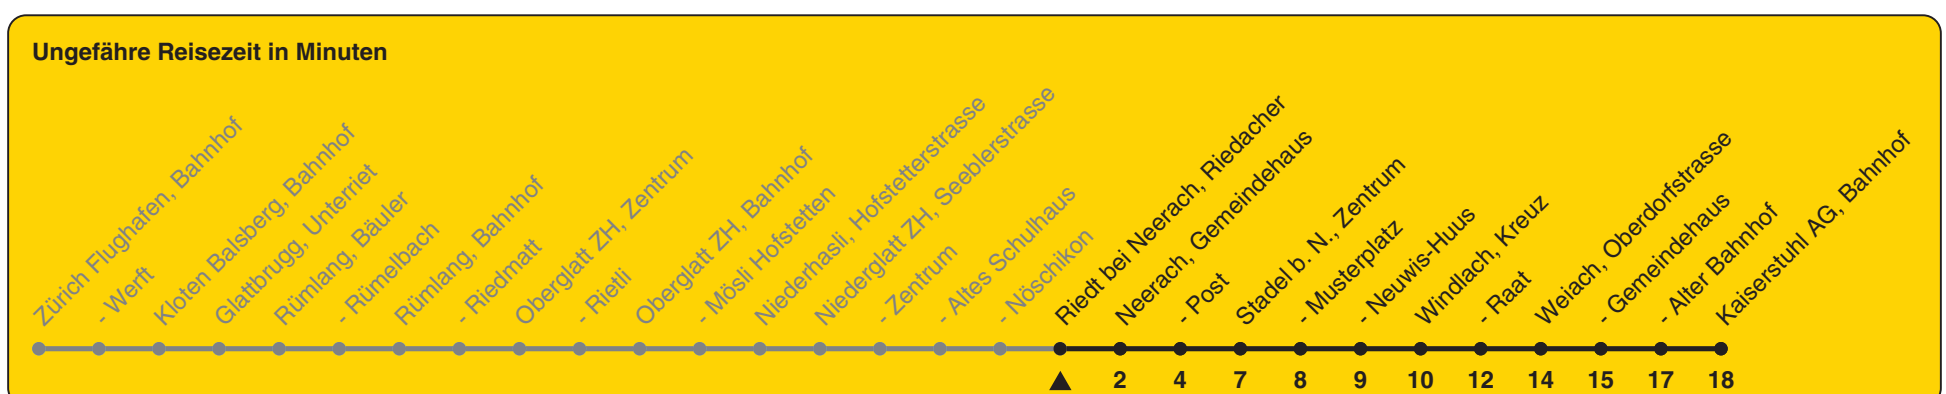 Ungefähre Reisezeit in Minuten
Zürich Flughafen, Bahnhof
- Werft
Kloten Balsberg, Bahnhof
Glattbrugg, Unterriet
Rümlang, Bäuler
- Rümelbach
Rümlang, Bahnhof
- Riedmatt
Oberglatt ZH, Zentrum
- Rietli
Oberglatt ZH, Bahnhof
- Mösli Hofstetten
Niederhasli, Hofstetterstrasse
Niederglatt ZH, Seeblerstrasse
- Zentrum
- Altes Schulhaus
- Nöschikon
Riedt bei Neerach, Riedacher
Neerach, Gemeindehaus
- Post
Stadel b. N., Zentrum
- Musterplatz
- Neuwis-Huus
Windlach, Kreuz
- Raat
Weiach, Oberdorfstrasse
- Gemeindehaus
- Alter Bahnhof
Kaiserstuhl AG, Bahnhof
2 4 7 8 9 10 12 14 15 17 18